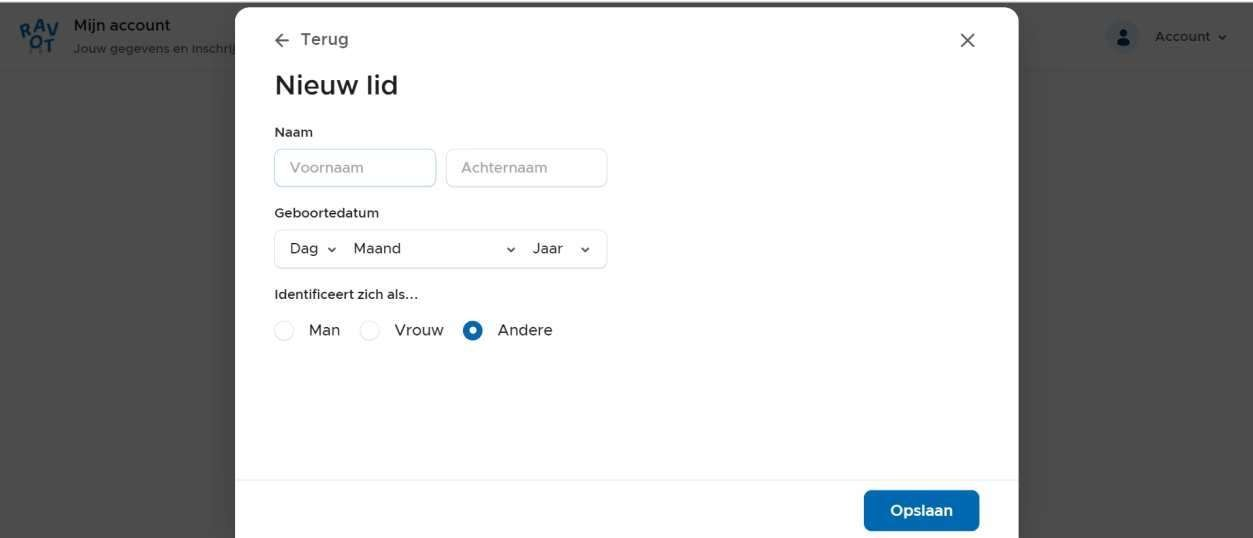 RAV
OT
Mijn account
Jouw gegevens en inschrij
Account
Terug
Nieuw lid
Naam
Voornaam Achternaam
Geboortedatum
Dag Maand Jaar
Identificeert zich als...
Man Vrouw Andere
Opslaan